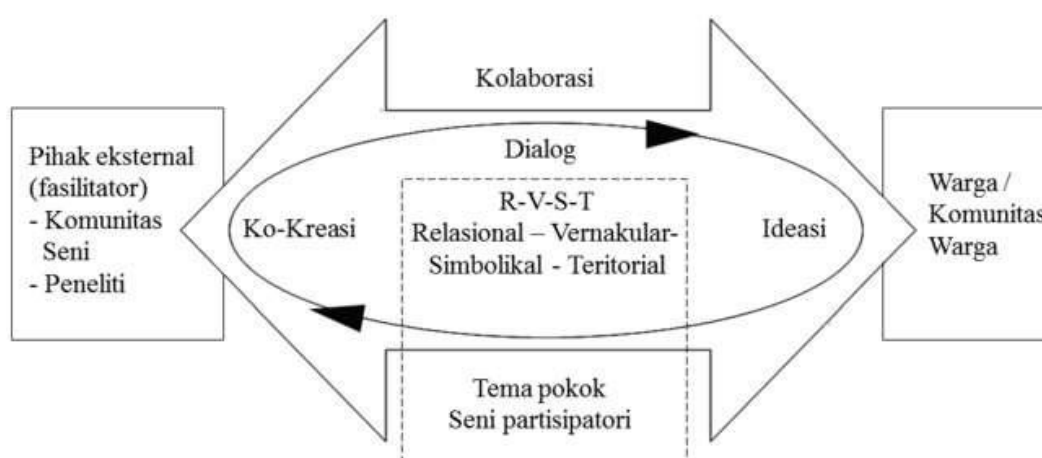 Kolaborasi
Pihak eksternal
(fasilitator)
- Komunitas
Seni
- Peneliti
Dialog
Ko-Kreasi
R-V-S-T
Relasional – Vernakular-
Simbolikal - Teritorial
Ideasi
Warga /
Komunitas
Warga
Tema pokok
Seni partisipatori